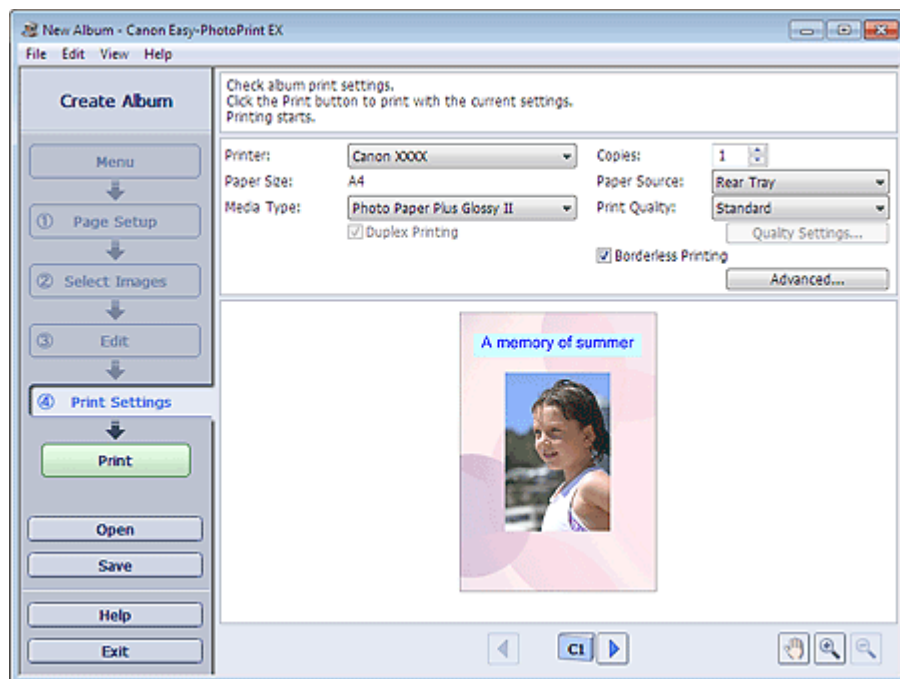 New Album - Canon Easy-PhotoPrint EX
File Edit View Help
Create Album
Menu
① Page Setup
② Select Images
③ Edit
④ Print Settings
Print
Open
Save
Help
Exit
Check album print settings.
Click the Print button to print with the current settings.
Printing starts.
Printer: Canon XXXX
Copies: 1
Paper Size: A4
Paper Source: Rear Tray
Media Type: Photo Paper Plus Glossy II
Print Quality: Standard
Duplex Printing
Quality Settings...
Borderless Printing
Advanced...
A memory of summer
C1